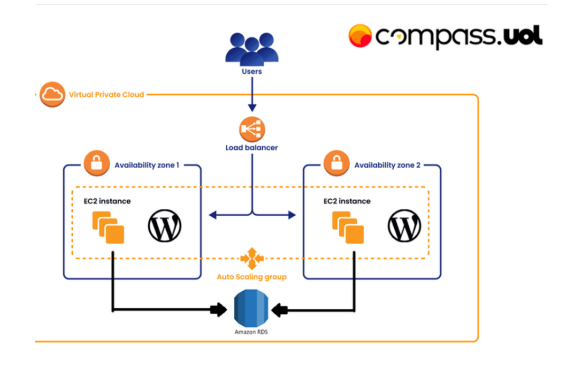 compass.uol
Users
Virtual Private Cloud
Load balancer
Availability zone 1
Availability zone 2
EC2 instance
EC2 instance
Auto Scaling group
Amazon RDS